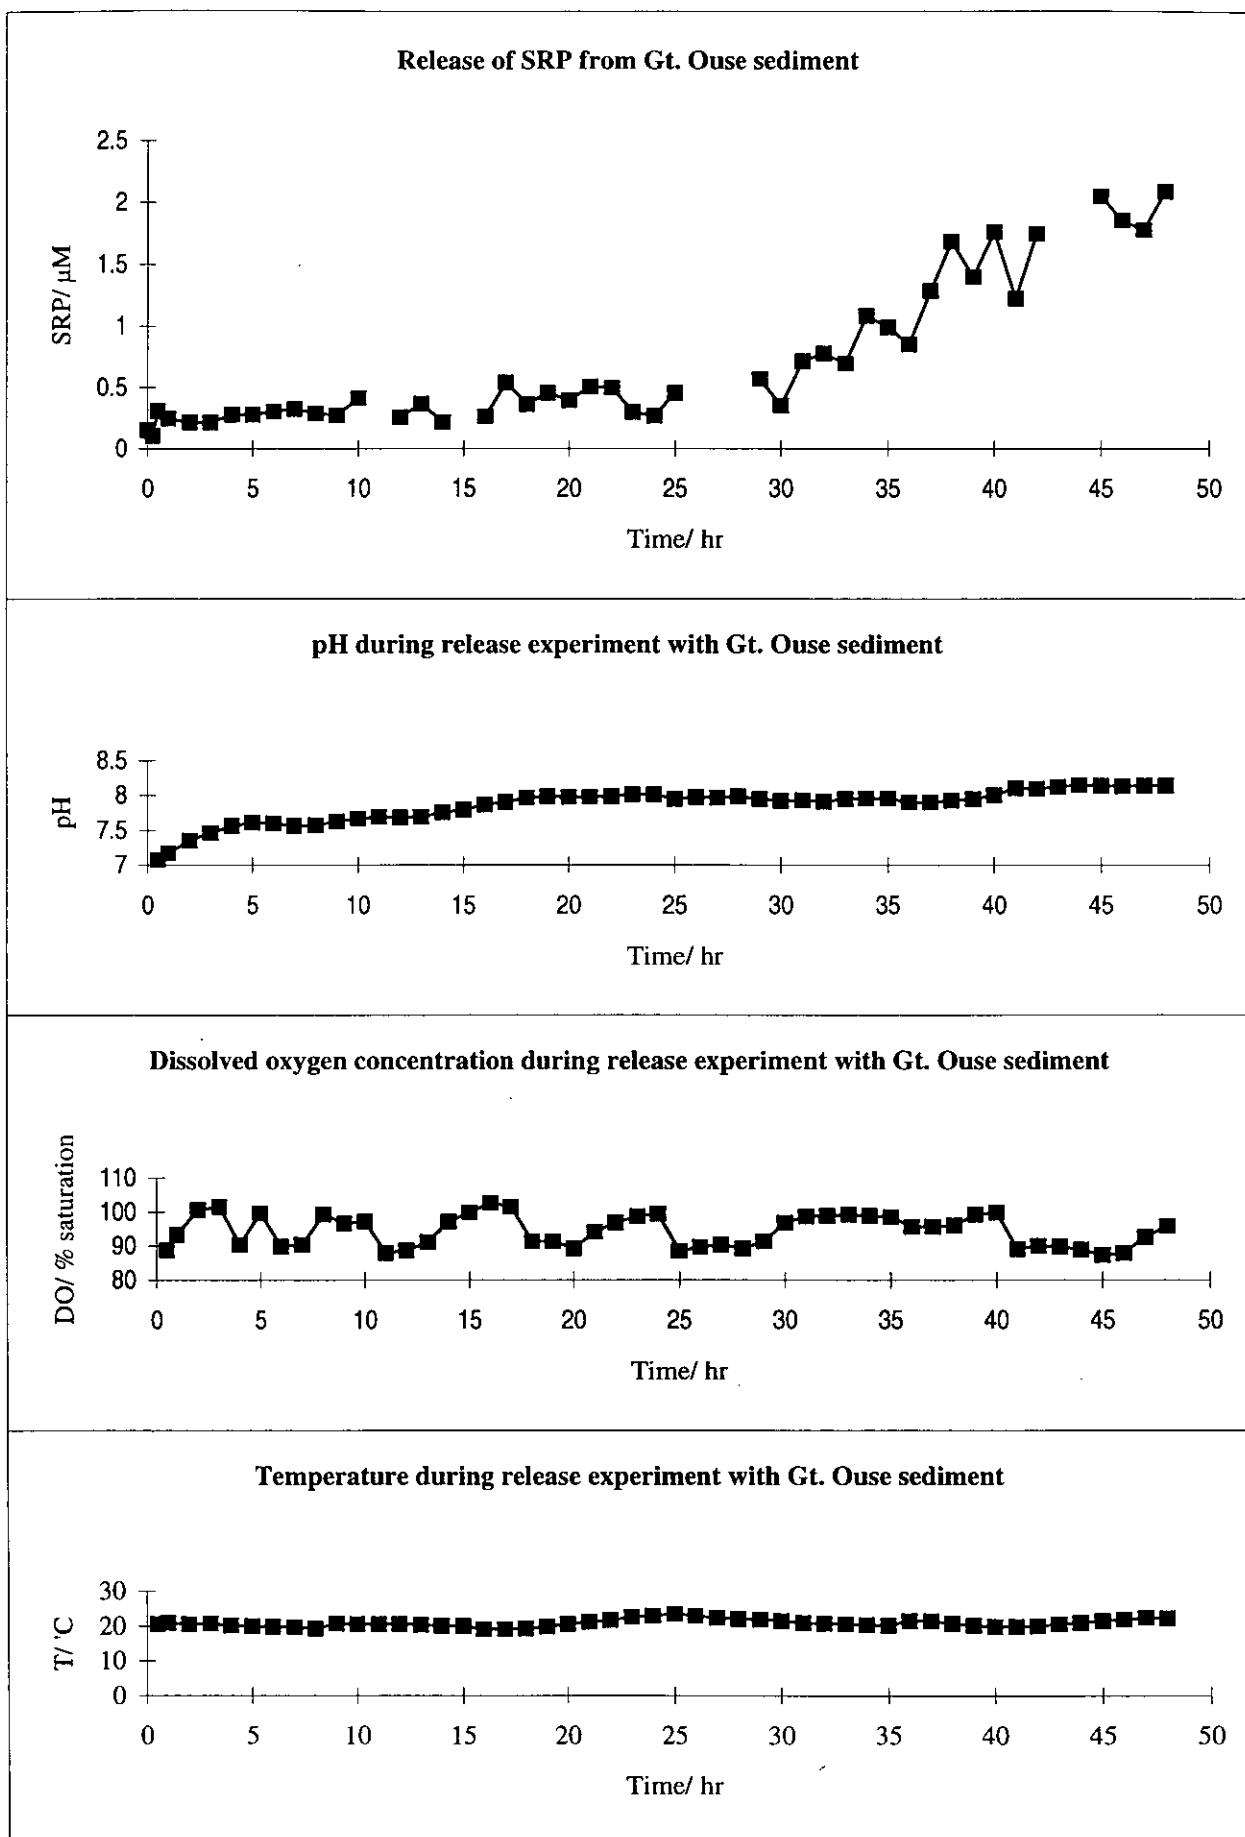 Release of SRP from Gt. Ouse sediment
2.5
2
1.5
1
0.5
0
SRP/ µM
0 5 10 15 20 25 30 35 40 45 50
Time/ hr
pH during release experiment with Gt. Ouse sediment
8.5
8
7.5
7
pH
0 5 10 15 20 25 30 35 40 45 50
Time/ hr
Dissolved oxygen concentration during release experiment with Gt. Ouse sediment
110
100
90
80
DO/ % saturation
0 5 10 15 20 25 30 35 40 45 50
Time/ hr
Temperature during release experiment with Gt. Ouse sediment
30
20
10
0
T/ 'C
0 5 10 15 20 25 30 35 40 45 50
Time/ hr